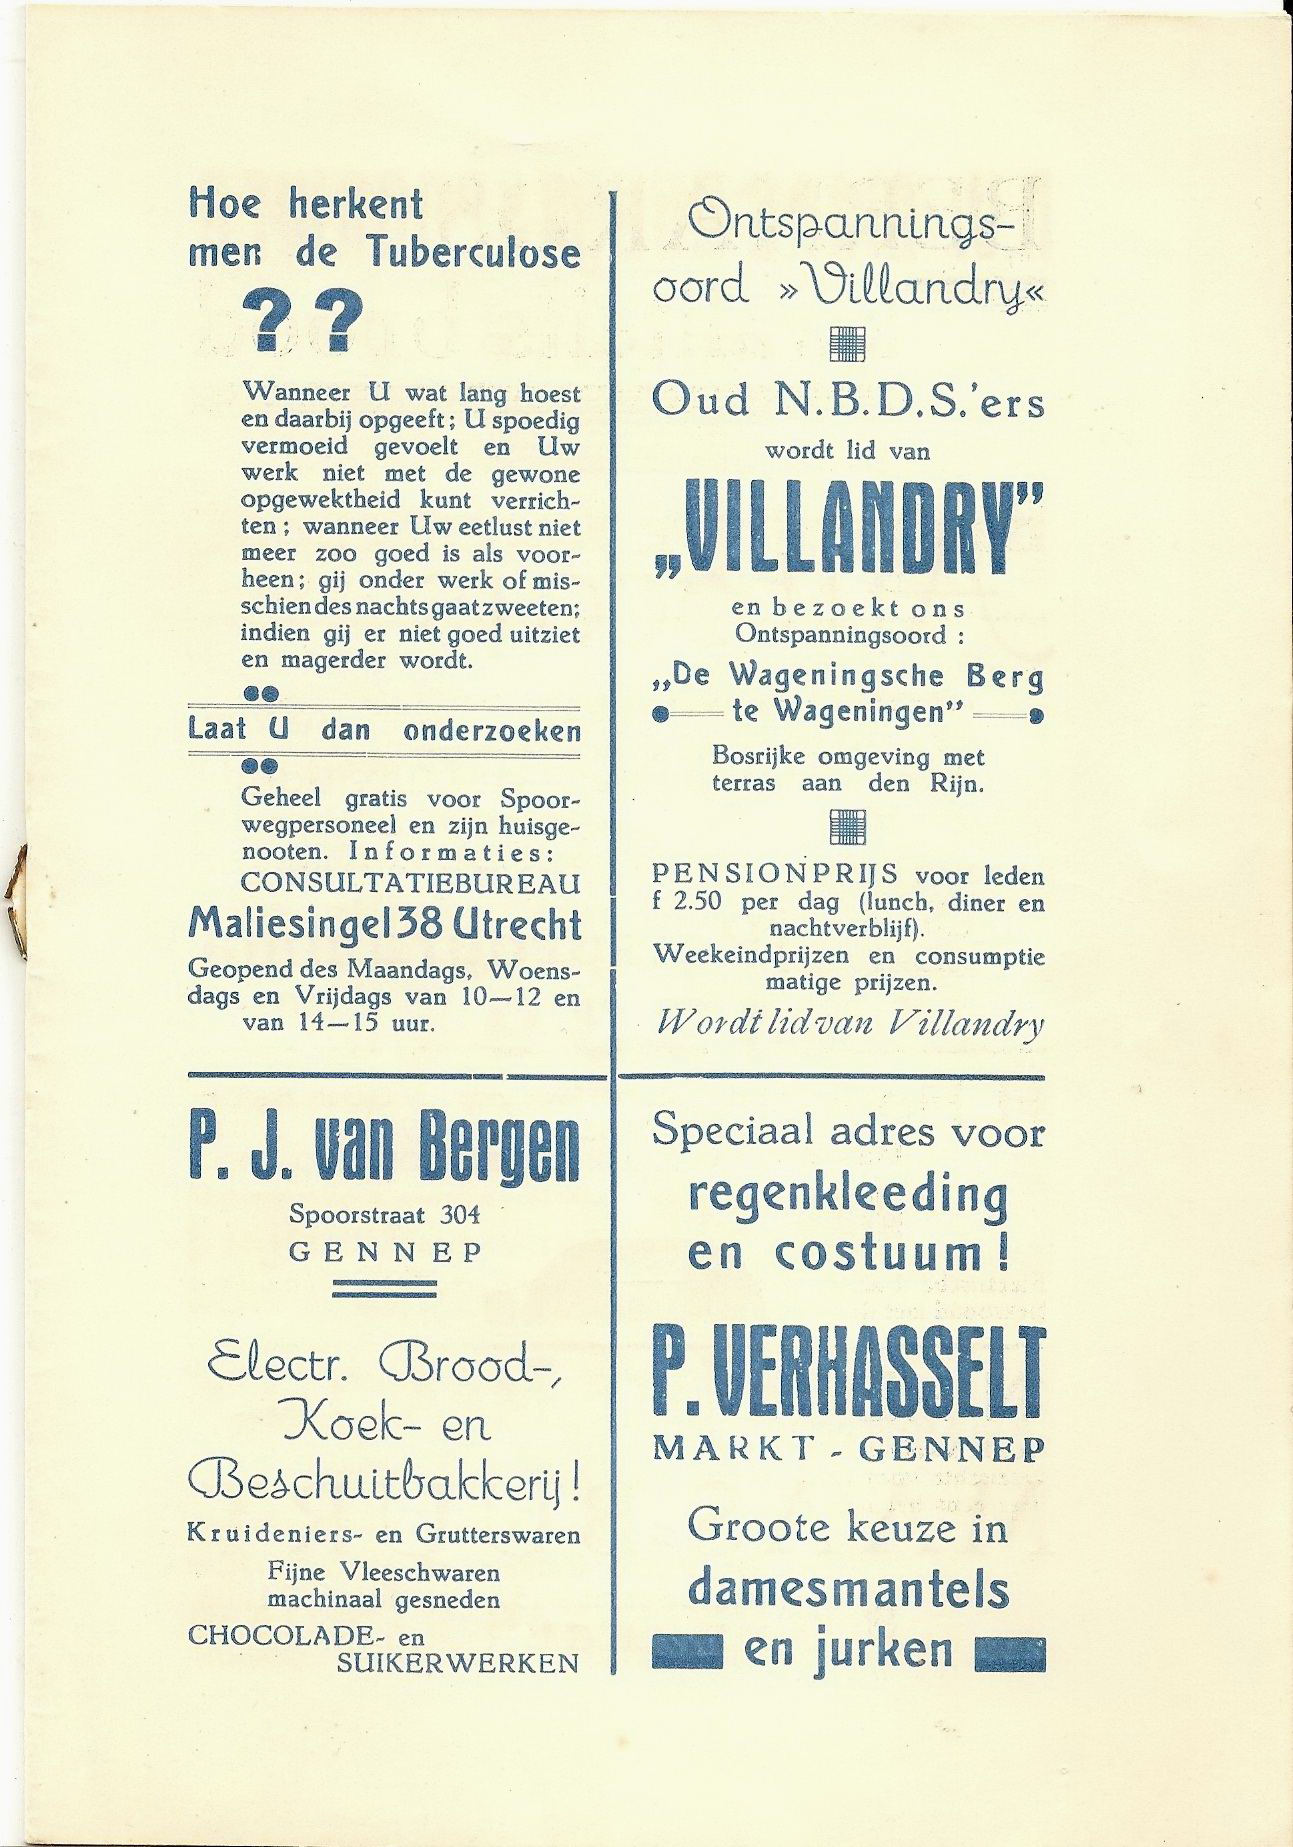 Hoe herkent
men de Tuberculose
??
Wanneer U wat lang hoest
en daarbij opgeeft; U spoedig
vermoeid gevoelt en Uw
werk niet met de gewone
opgewektheid kunt verrich-
ten; wanneer Uw eetlust niet
meer zoo goed is als voor-
heen; gij onder werk of mis-
schien des nachts gaat zweeten;
indien gij er niet goed uitziet
en magerder wordt.
Laat U dan onderzoeken
Geheel gratis voor Spoor-
wegpersoneel en zijn huisge-
nooten. Informaties:
CONSULTATIEBUREAU
Maliesingel 38 Utrecht
Geopend des Maandags, Woens-
dags en Vrijdags van 10—12 en
van 14—15 uur.
Ontspannings-
oord »Villandry«
Oud N.B.D.S.'ers
wordt lid van
„VILLANDRY”
en bezoekt ons
Ontspanningsoord :
„De Wageningsche Berg
te Wageningen”
Bosrijke omgeving met
terras aan den Rijn.
PENSIONPRIJS voor leden
f 2.50 per dag (lunch, diner en
nachtverblijf).
Weekeindprijzen en consumptie
matige prijzen.
Wordt lid van Villandry
P. J. van Bergen
Spoorstraat 304
GENNEP
Electr. Brood-,
Koek- en
Beschuitbakkerij!
Kruideniers- en Grutterswaren
Fijne Vleeschwaren
machinaal gesneden
CHOCOLADE- en
SUIKERWERKEN
Speciaal adres voor
regenkleeding
en costuum!
P. VERHASSELT
MARKT - GENNEP
Groote keuze in
damesmantels
en jurken